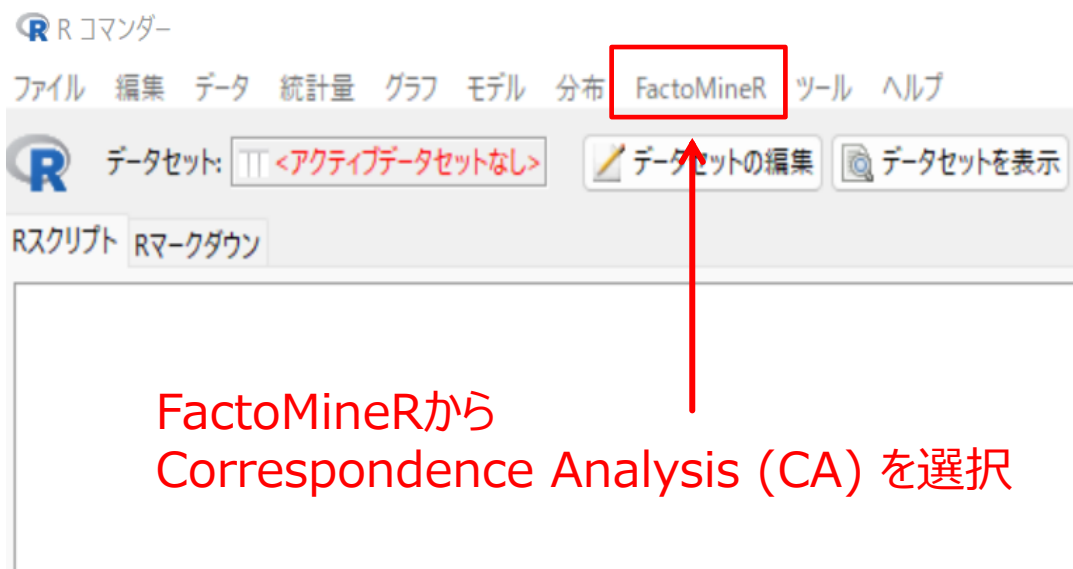 R コマンダー
ファイル 編集 データ 統計量 グラフ モデル 分布 FactoMineR ツール ヘルプ
R データセット: <アクティブデータセットなし> データセットの編集 データセットを表示
Rスクリプト Rマークダウン
FactoMineRから
Correspondence Analysis (CA) を選択